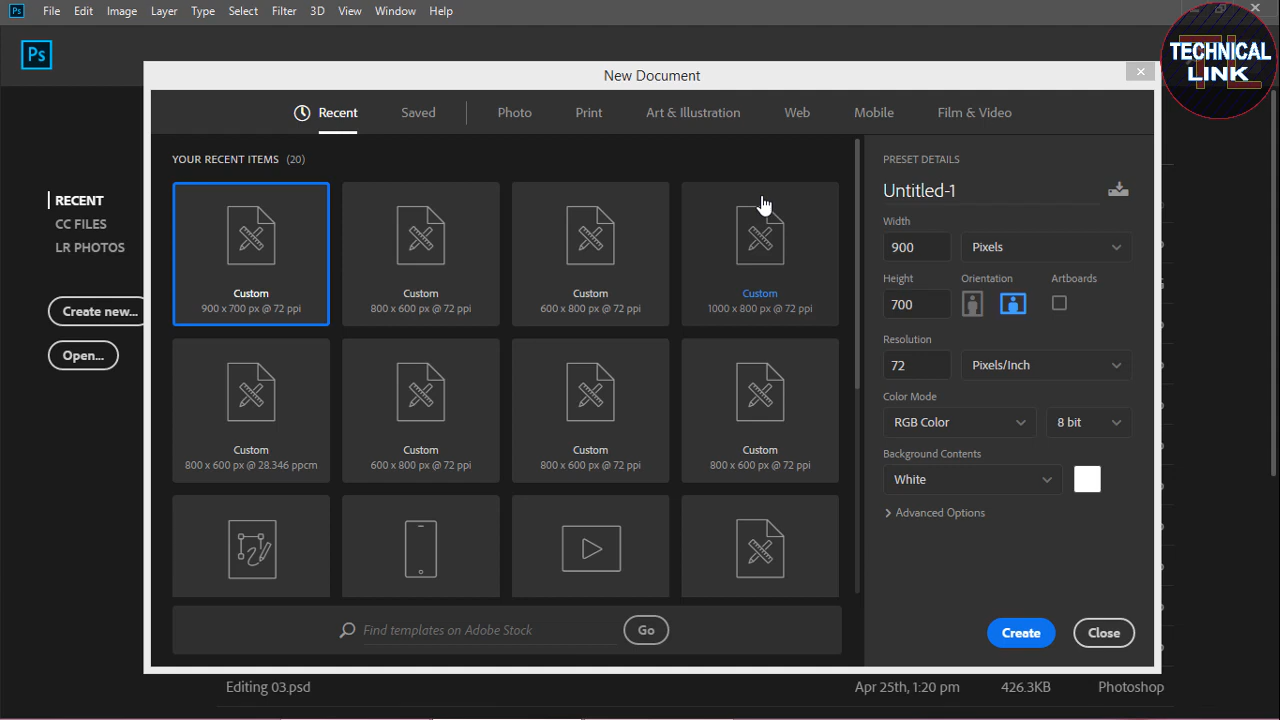 Ps File Edit Image Layer Type Select Filter 3D View Window Help
Ps
TECHNICAL
LINK
New Document
Recent Saved Photo Print Art & Illustration Web Mobile Film & Video
YOUR RECENT ITEMS (20)
Custom
900 x 700 px @ 72 ppi
Custom
800 x 600 px @ 72 ppi
Custom
600 x 800 px @ 72 ppi
Custom
1000 x 800 px @ 72 ppi
Custom
800 x 600 px @ 28.346 ppcm
Custom
600 x 800 px @ 72 ppi
Custom
800 x 600 px @ 72 ppi
Custom
800 x 600 px @ 72 ppi
Find templates on Adobe Stock Go
PRESET DETAILS
Untitled-1
Width
900 Pixels
Height Orientation Artboards
700
Resolution
72 Pixels/Inch
Color Mode
RGB Color 8 bit
Background Contents
White
Advanced Options
Create Close
RECENT
CC FILES
LR PHOTOS
Create new...
Open...
Editing 03.psd Apr 25th, 1:20 pm 426.3KB Photoshop